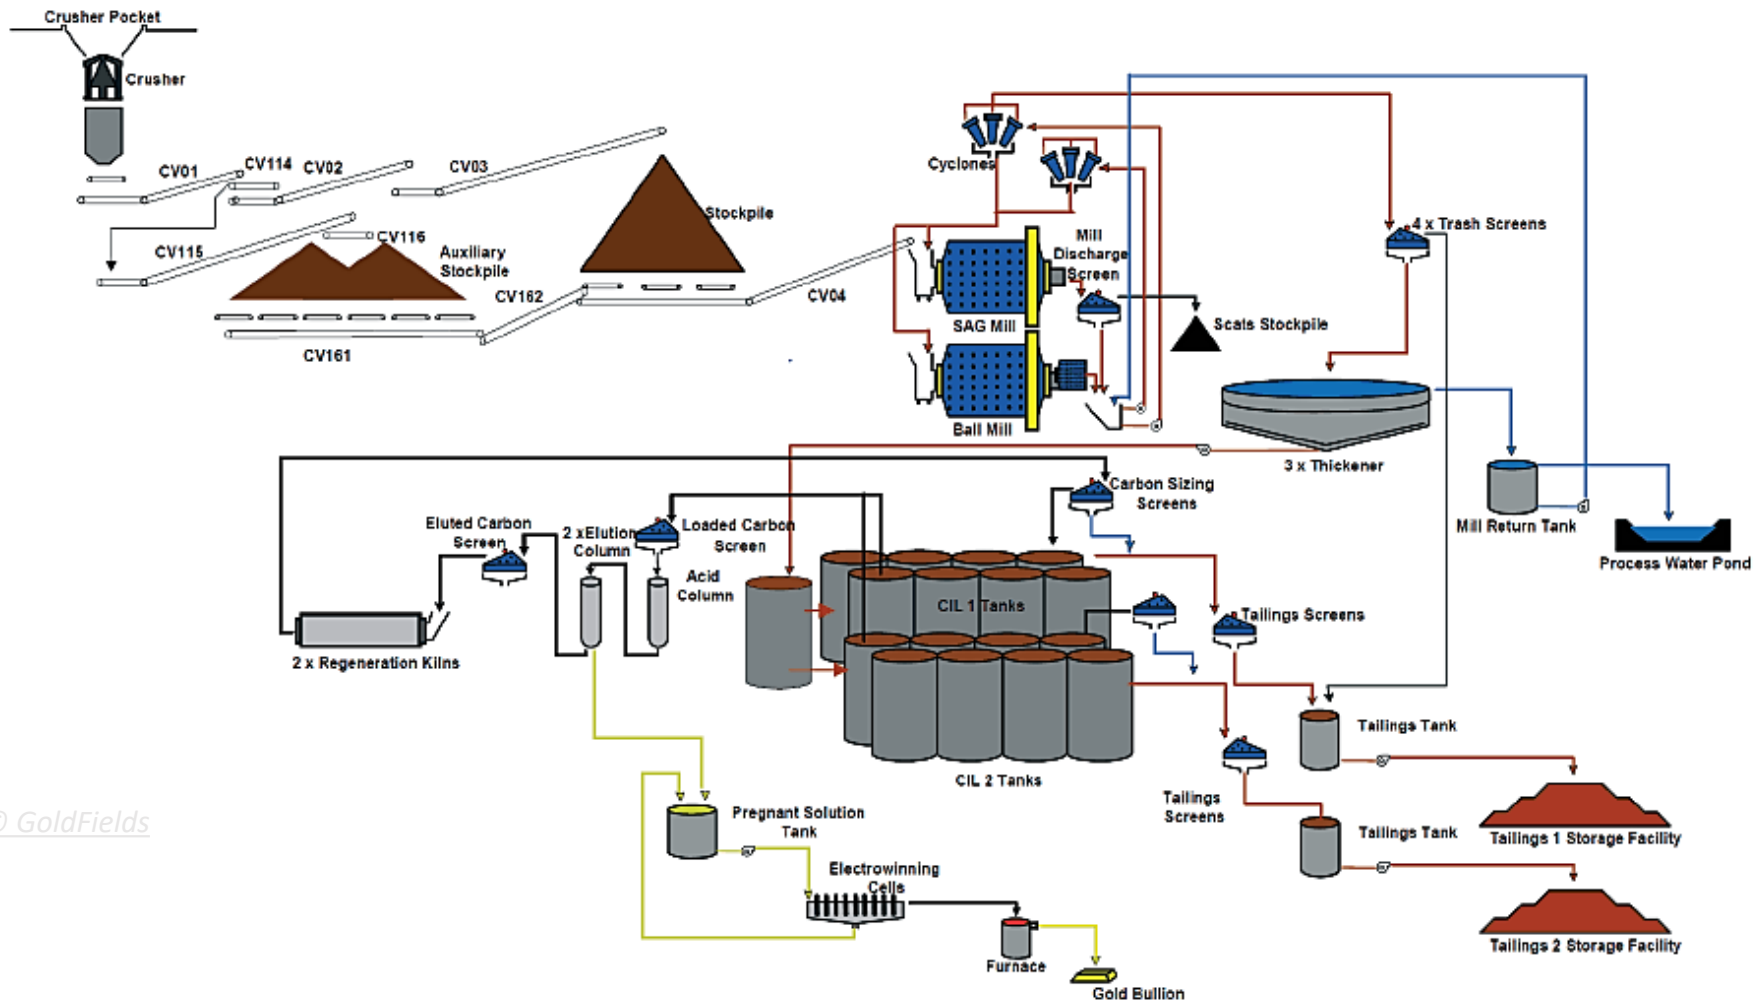 Crusher Pocket
Crusher
CV01
CV114
CV02
CV03
CV115
CV116
Auxiliary
Stockpile
Stockpile
CV162
CV04
CV161
Cyclones
Mill
Discharge
Screen
SAG Mill
Ball Mill
Scats Stockpile
4 x Trash Screens
3 x Thickener
Mill Return Tank
Process Water Pond
Carbon Sizing
Screens
Eluted Carbon
Screen
2 x Elution
Column
Loaded Carbon
Screen
Acid
Column
2 x Regeneration Kilns
CIL 1 Tanks
CIL 2 Tanks
Tailings Screens
Tailings Tank
Tailings
Screens
Tailings Tank
Tailings 1 Storage Facility
Tailings 2 Storage Facility
Pregnant Solution
Tank
Electrowinning
Cells
Furnace
Gold Bullion
© GoldFields